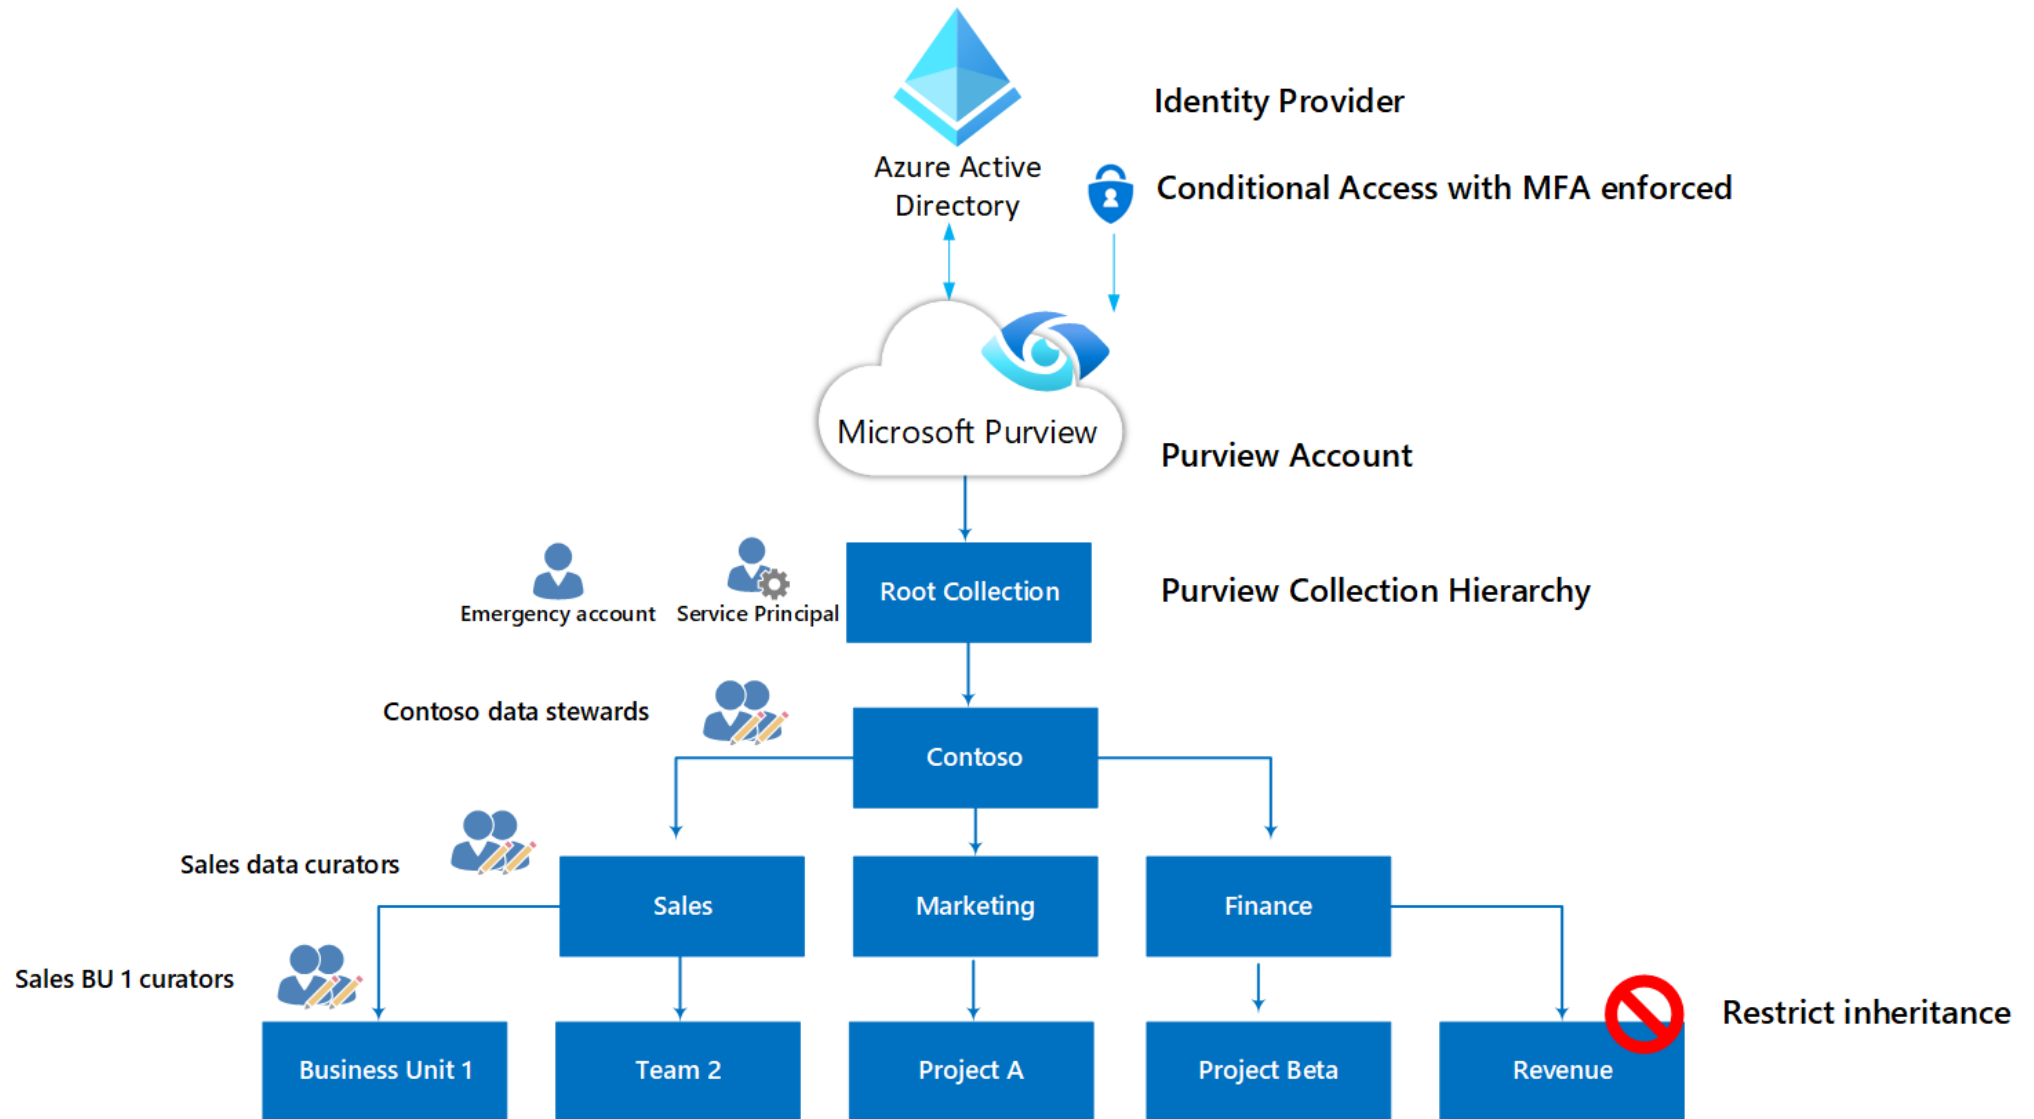 Identity Provider
Azure Active
Directory
Conditional Access with MFA enforced
Microsoft Purview
Purview Account
Emergency account
Service Principal
Root Collection
Purview Collection Hierarchy
Contoso data stewards
Contoso
Sales data curators
Sales
Marketing
Finance
Sales BU 1 curators
Restrict inheritance
Business Unit 1
Team 2
Project A
Project Beta
Revenue